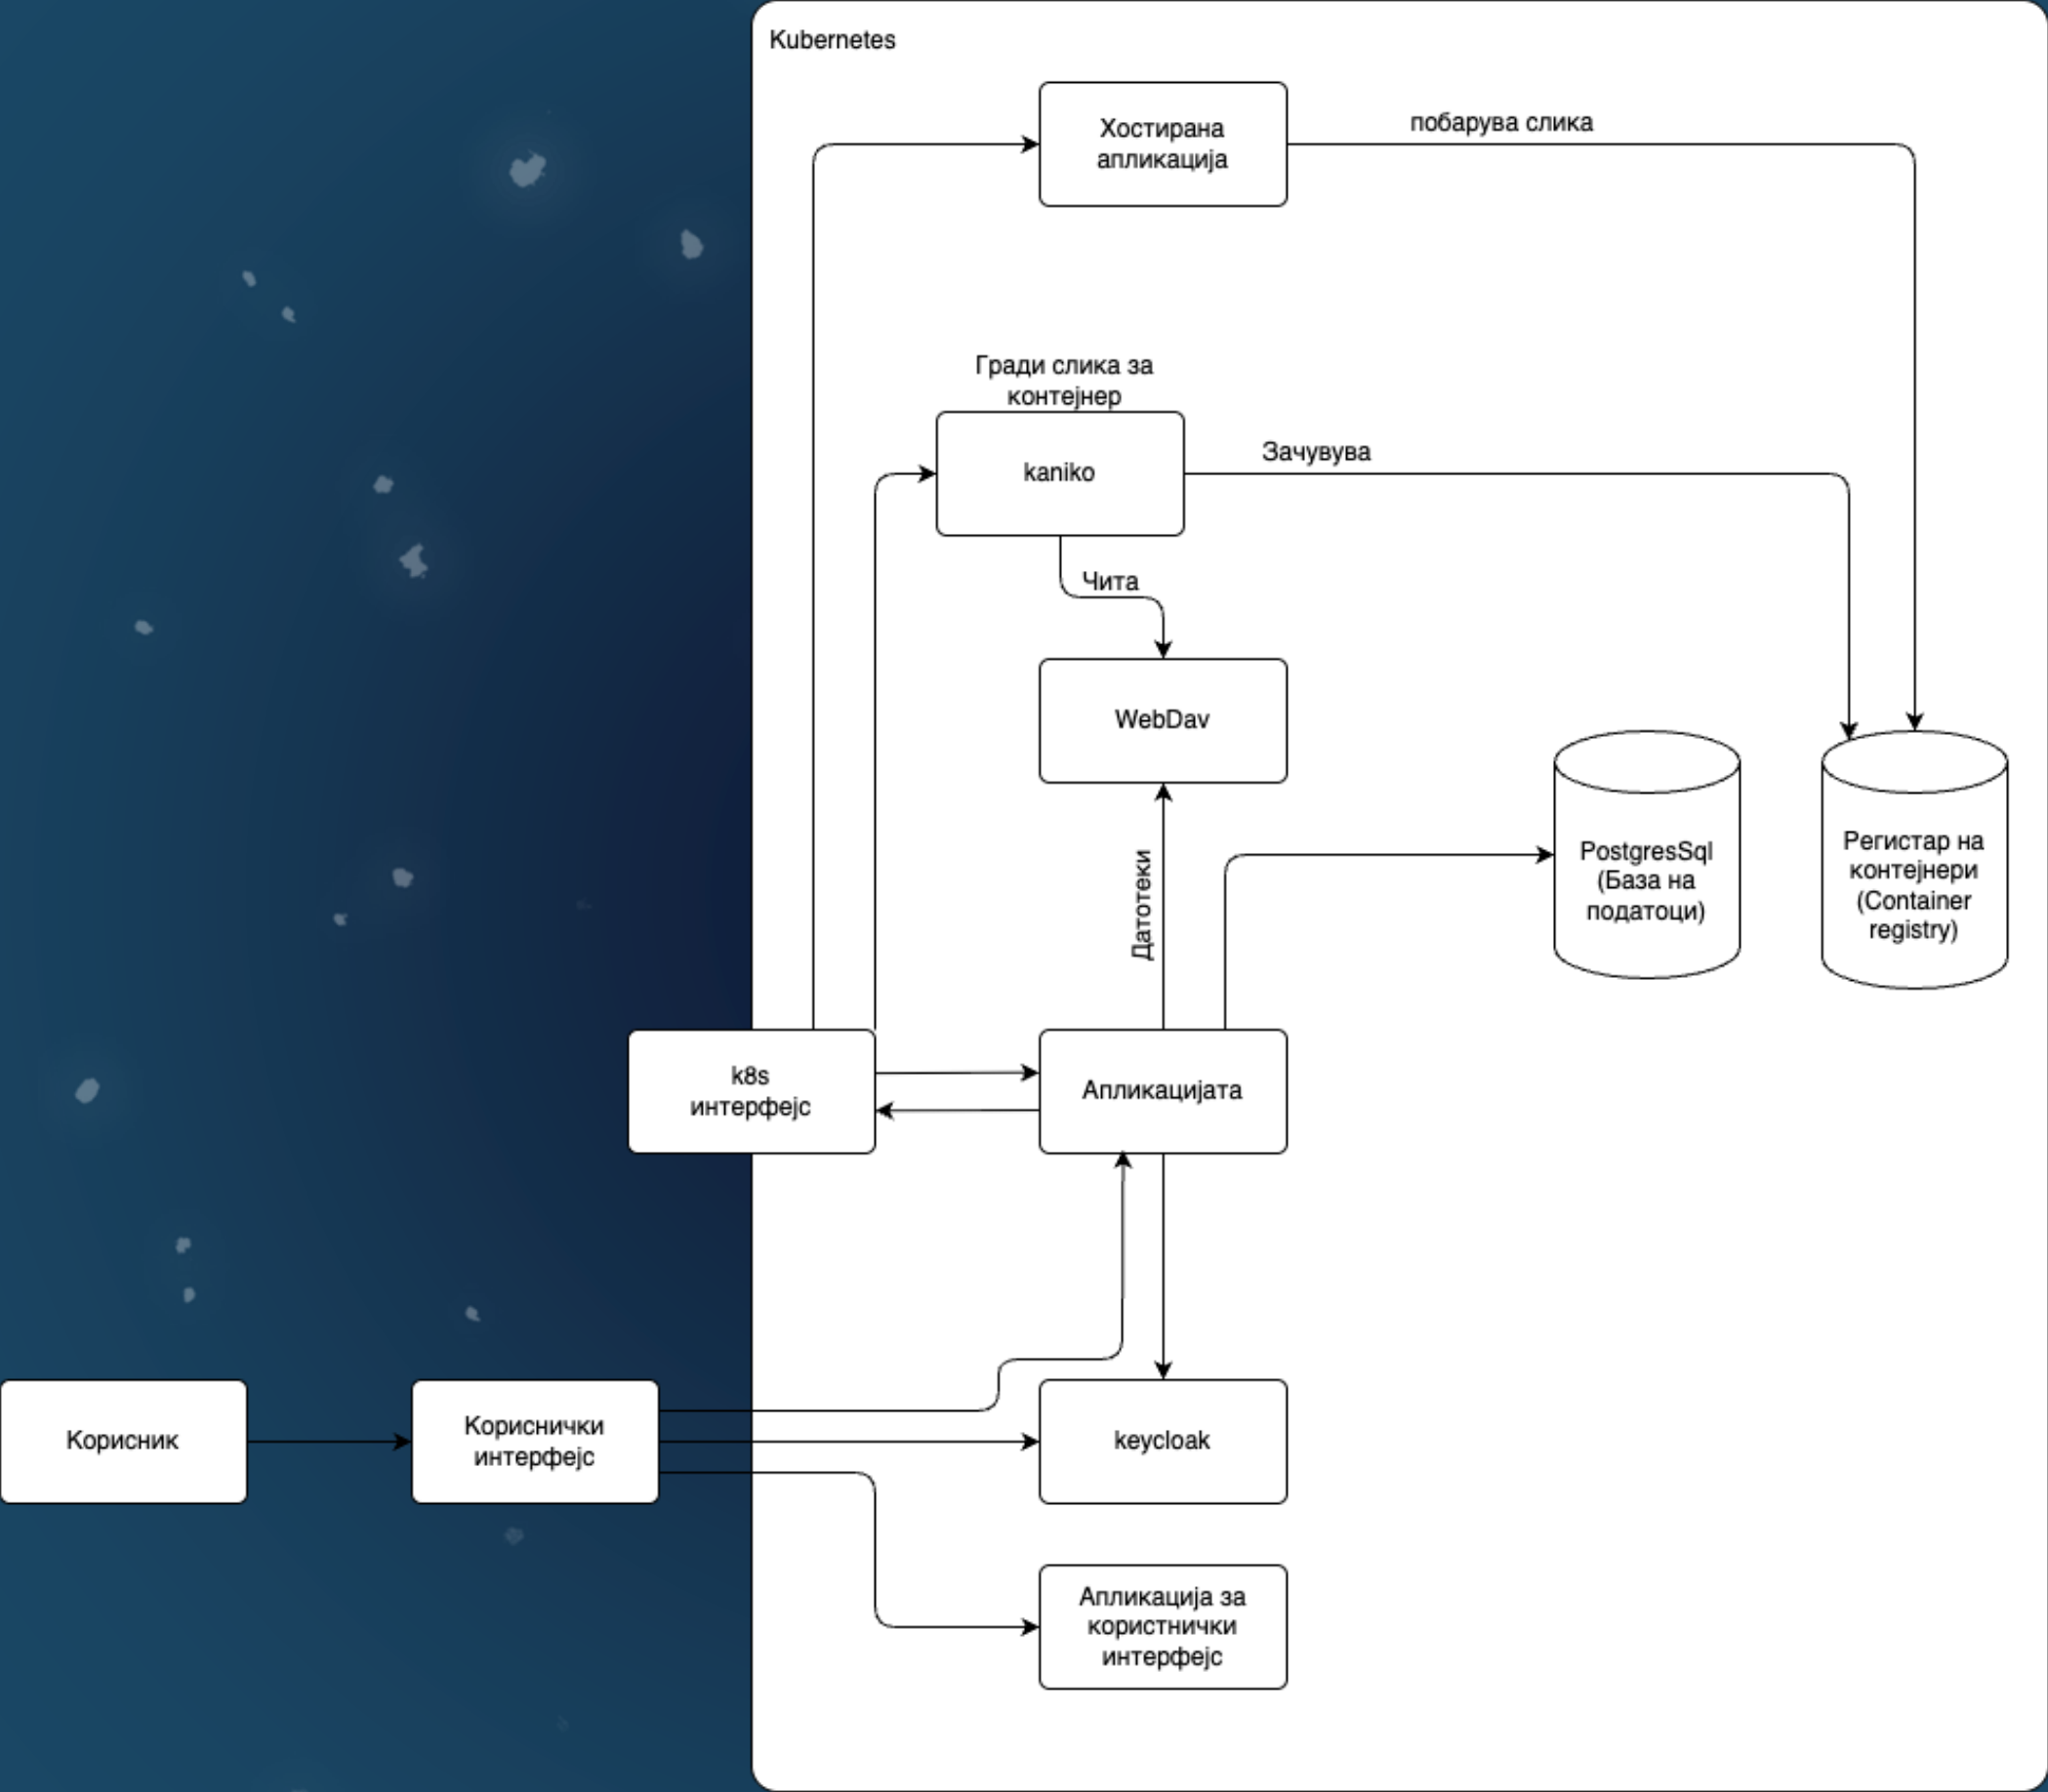 Kubernetes
Хостирана
апликација
побарува слика
Гради слика за
контејнер
kaniko
Зачувува
Чита
WebDav
Датотеки
PostgresSql
(База на
податоци)
Регистар на
контејнери
(Container
registry)
k8s
интерфејс
Апликацијата
Корисник
Кориснички
интерфејс
keycloak
Апликација за
користнички
интерфејс